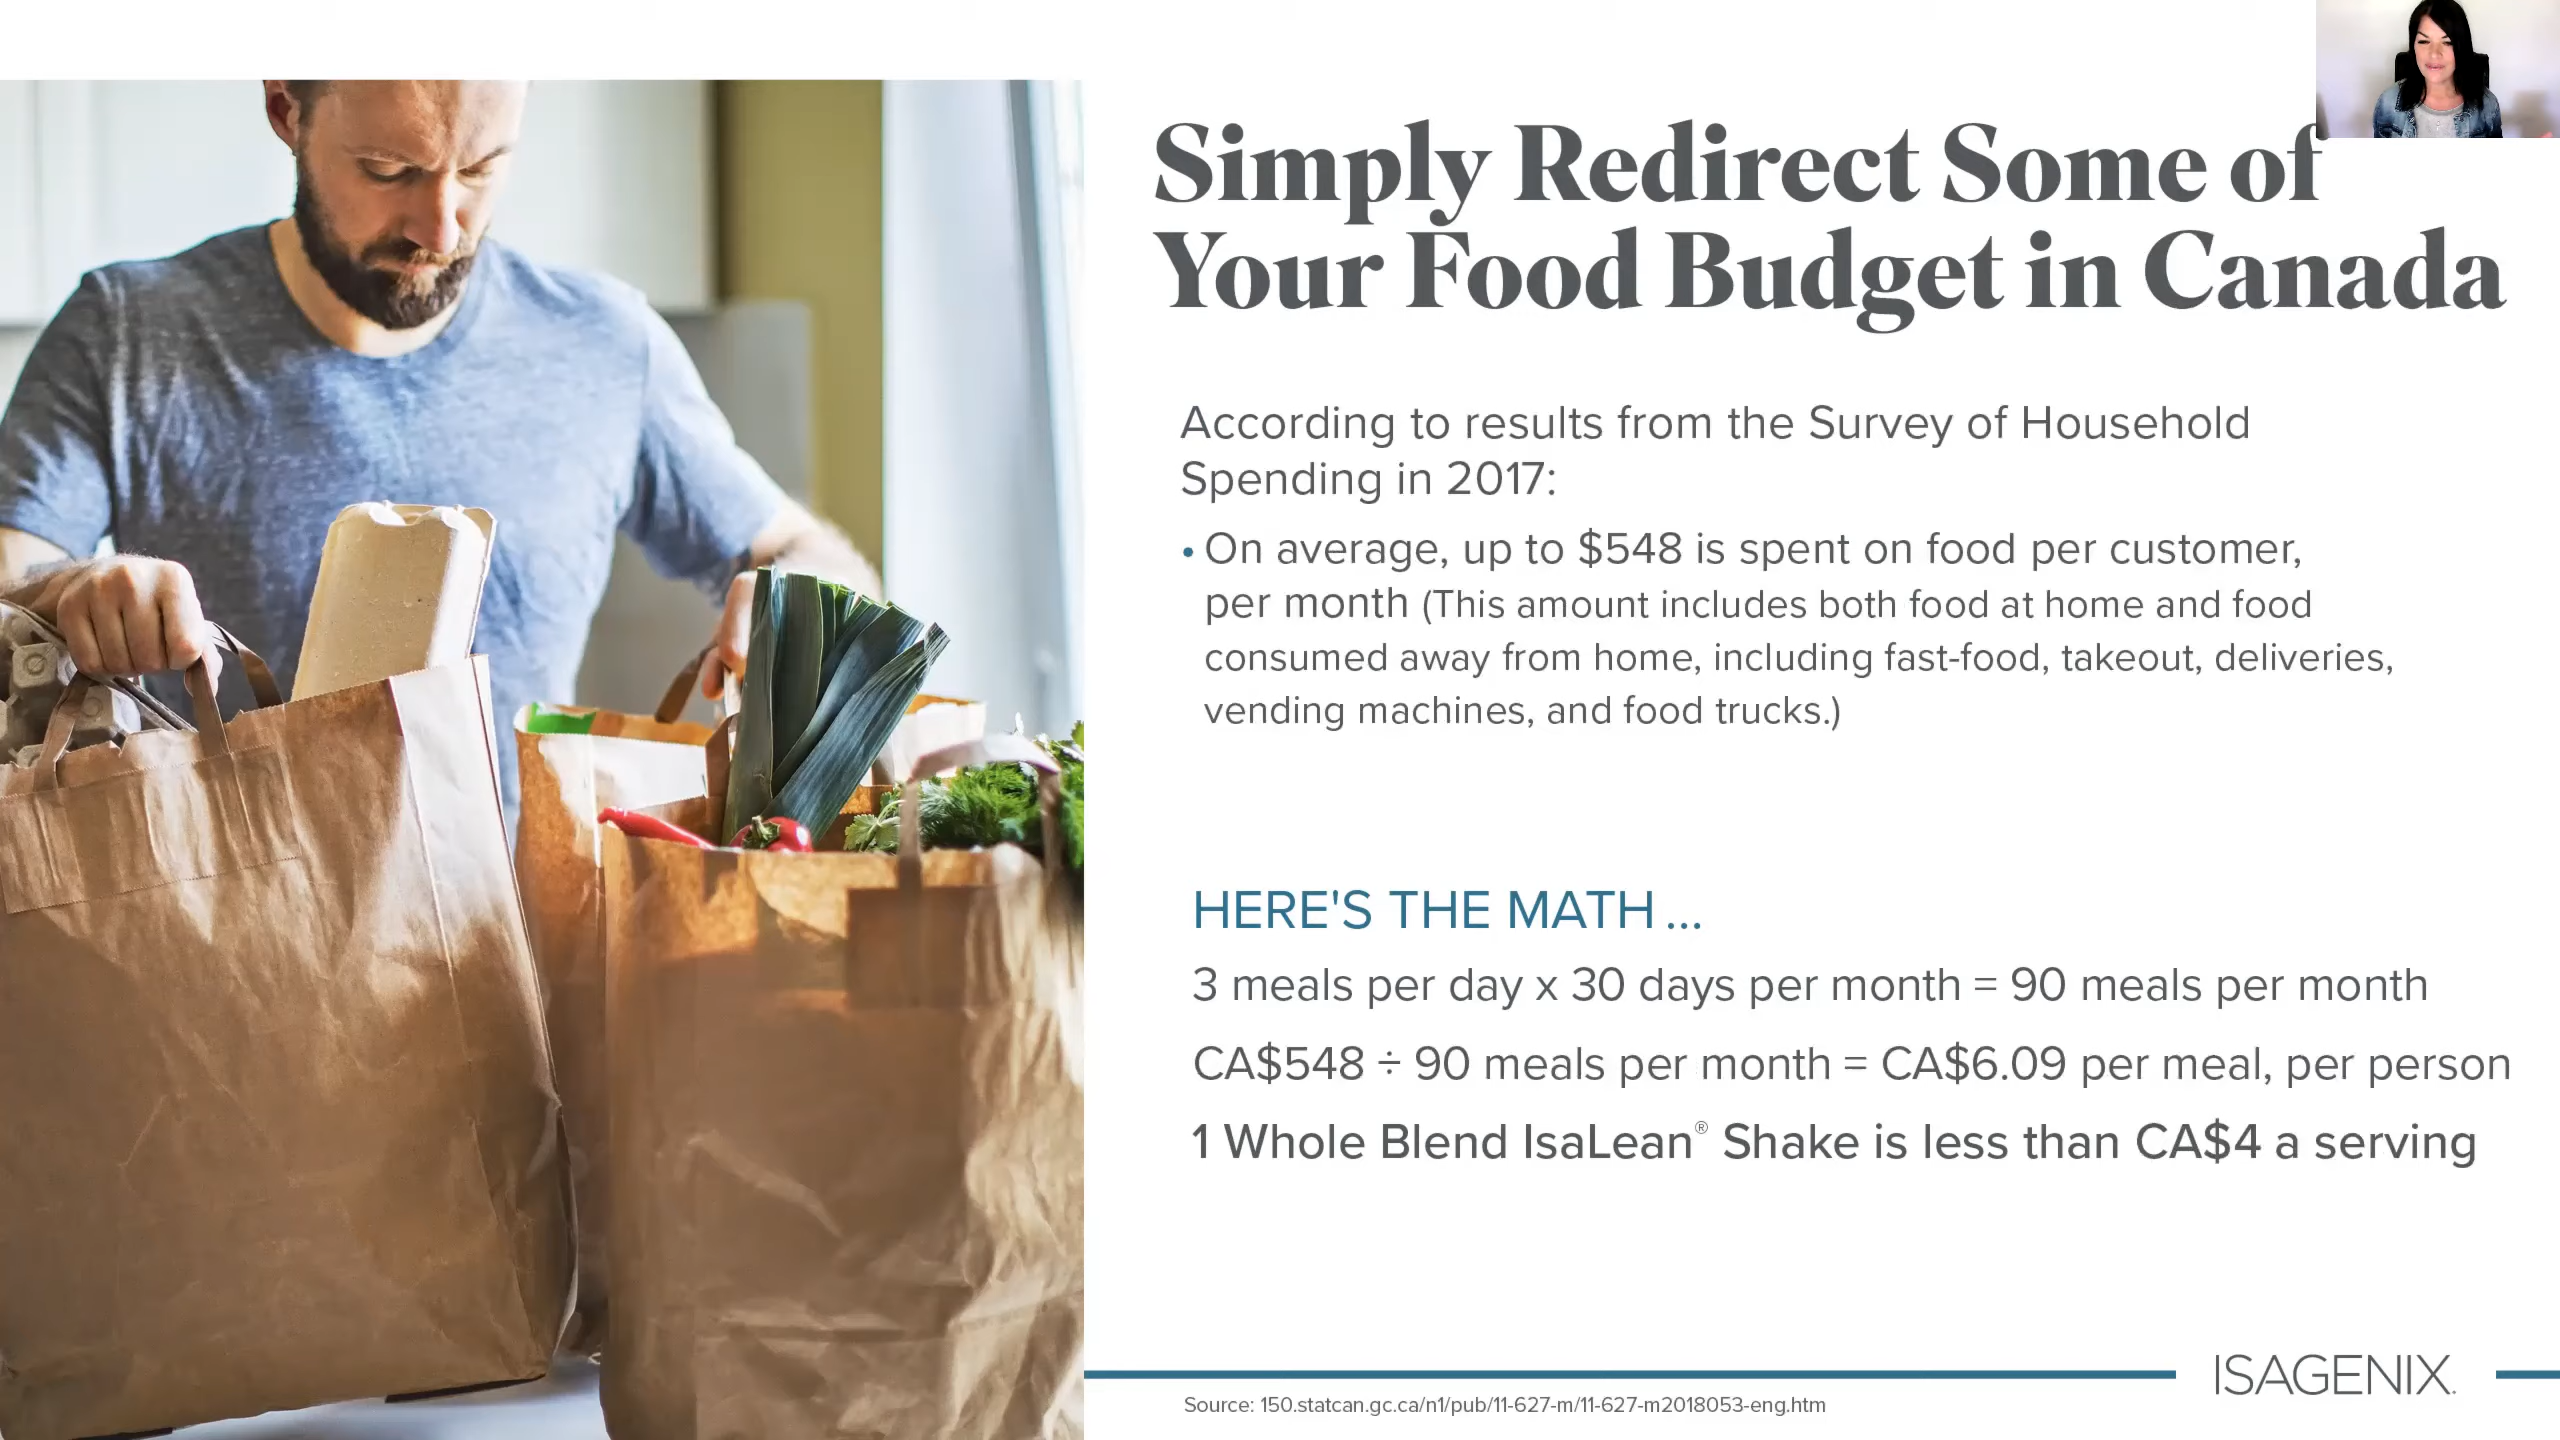 Simply Redirect Some of
Your Food Budget in Canada
According to results from the Survey of Household
Spending in 2017:
• On average, up to $548 is spent on food per customer,
per month (This amount includes both food at home and food
consumed away from home, including fast-food, takeout, deliveries,
vending machines, and food trucks.)
HERE'S THE MATH ...
3 meals per day x 30 days per month = 90 meals per month
CA$548 ÷ 90 meals per month = CA$6.09 per meal, per person
1 Whole Blend IsaLean® Shake is less than CA$4 a serving
ISAGENIX.
Source: 150.statcan.gc.ca/n1/pub/11-627-m/11-627-m2018053-eng.htm